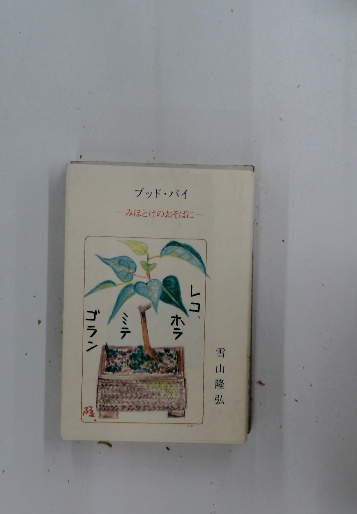 ブッド・バイ
―みほとけのおそばに―
レコ、
ホラ
ミテ
ゴラン
雪山隆弘
隆